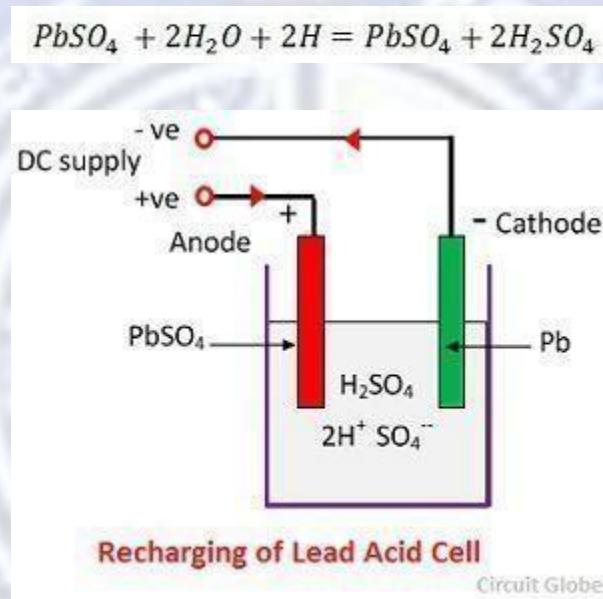 PbSO₄ + 2H₂O + 2H = PbSO₄ + 2H₂SO₄
- ve
DC supply
+ve
+
Anode
- Cathode
PbSO₄
Pb
H₂SO₄
2H⁺ SO₄⁻⁻
Recharging of Lead Acid Cell
Circuit Globe